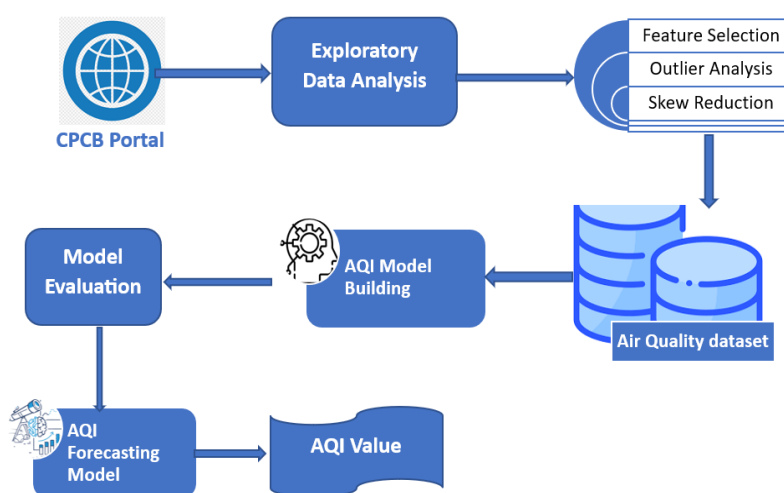 CPCB Portal
Exploratory
Data Analysis
Feature Selection
Outlier Analysis
Skew Reduction
Air Quality dataset
AQI Model
Building
Model
Evaluation
AQI
Forecasting
Model
AQI Value